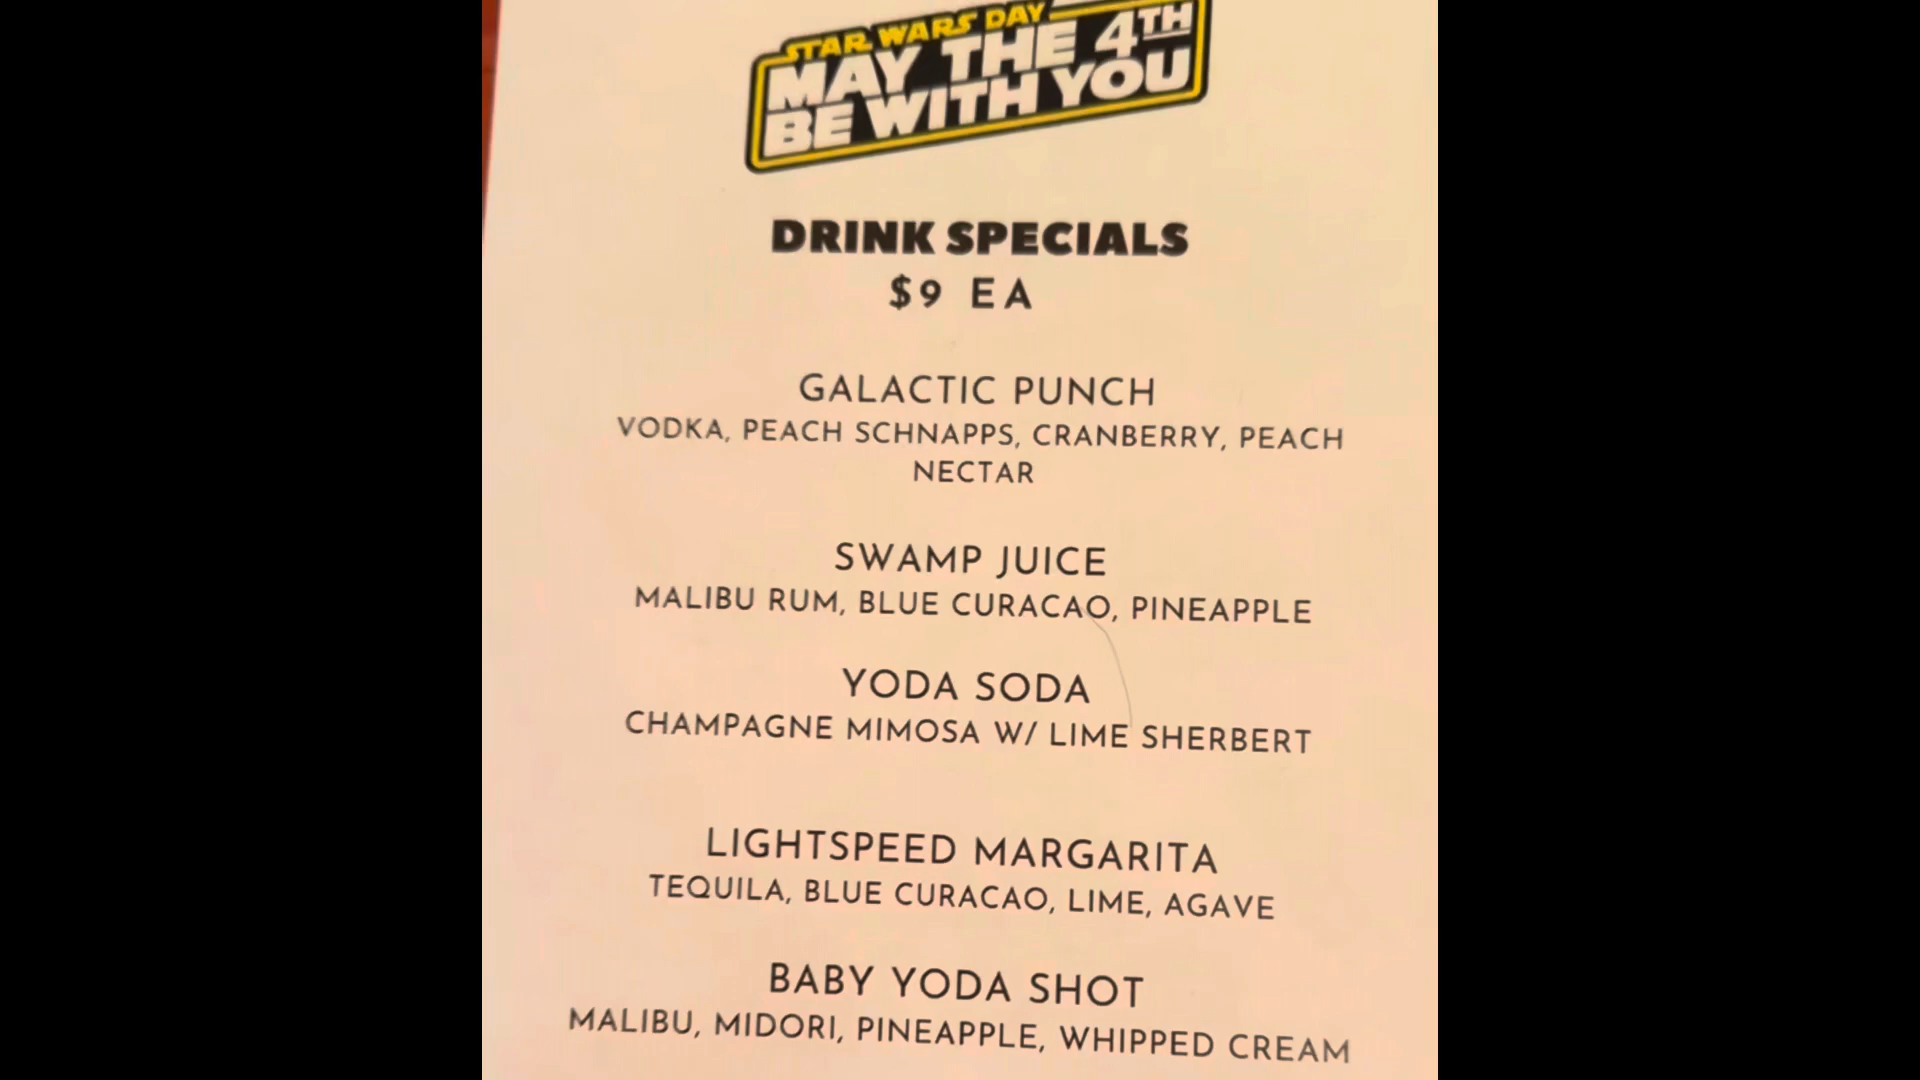 STAR WARS DAY
MAY THE 4TH
BE WITH YOU
DRINK SPECIALS
$9 EA
GALACTIC PUNCH
VODKA, PEACH SCHNAPPS, CRANBERRY, PEACH
NECTAR
SWAMP JUICE
MALIBU RUM, BLUE CURACAO, PINEAPPLE
YODA SODA
CHAMPAGNE MIMOSA W/ LIME SHERBERT
LIGHTSPEED MARGARITA
TEQUILA, BLUE CURACAO, LIME, AGAVE
BABY YODA SHOT
MALIBU, MIDORI, PINEAPPLE, WHIPPED CREAM